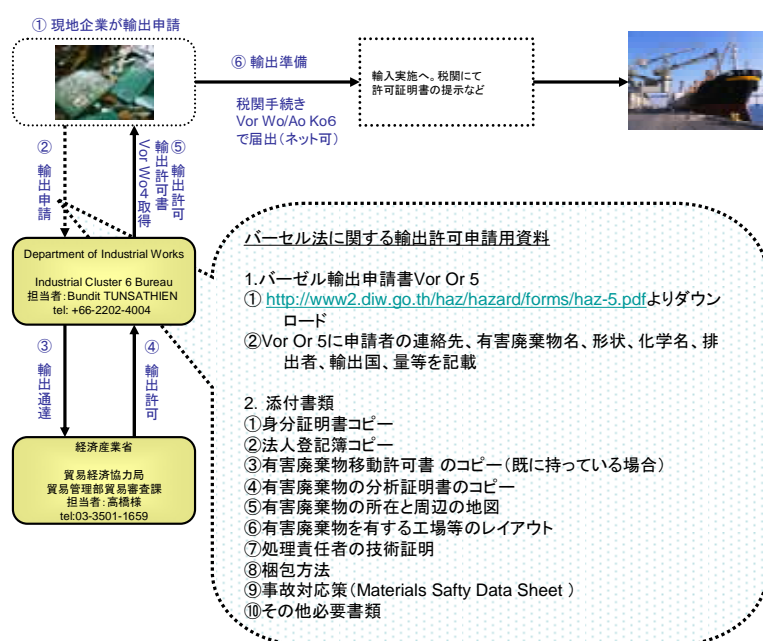 ① 現地企業が輸出申請
⑥ 輸出準備
税関手続き
Vor Wo/Ao Ko6
で届出(ネット可)
輸入実施へ。税関にて
許可証明書の提示など
② 輸出申請
⑤ 輸出許可
輸出許可書
Vor Wo4取得
Department of Industrial Works
Industrial Cluster 6 Bureau
担当者:Bundit TUNSATHIEN
tel: +66-2202-4004
③ 輸出通達
④ 輸出許可
経済産業省
貿易経済協力局
貿易管理部貿易審査課
担当者:高橋様
tel:03-3501-1659
バーセル法に関する輸出許可申請用資料
1.バーゼル輸出申請書Vor Or 5
① http://www2.diw.go.th/haz/hazard/forms/haz-5.pdfよりダウン
ロード
②Vor Or 5に申請者の連絡先、有害廃棄物名、形状、化学名、排
出者、輸出国、量等を記載
2. 添付書類
①身分証明書コピー
②法人登記簿コピー
③有害廃棄物移動許可書 のコピー(既に持っている場合)
④有害廃棄物の分析証明書のコピー
⑤有害廃棄物の所在と周辺の地図
⑥有害廃棄物を有する工場等のレイアウト
⑦処理責任者の技術証明
⑧梱包方法
⑨事故対応策(Materials Safty Data Sheet )
⑩その他必要書類